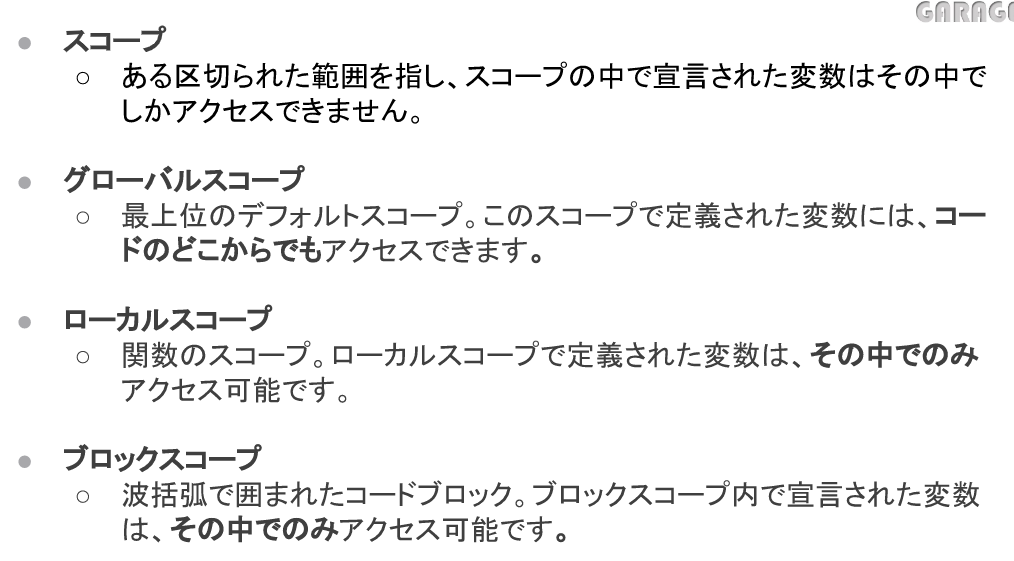 GARAGE
スコープ
ある区切られた範囲を指し、スコープの中で宣言された変数はその中で
しかアクセスできません。
グローバルスコープ
最上位のデフォルトスコープ。このスコープで定義された変数には、コー
ドのどこからでもアクセスできます。
ローカルスコープ
関数のスコープ。ローカルスコープで定義された変数は、その中でのみ
アクセス可能です。
ブロックスコープ
波括弧で囲まれたコードブロック。ブロックスコープ内で宣言された変数
は、その中でのみアクセス可能です。